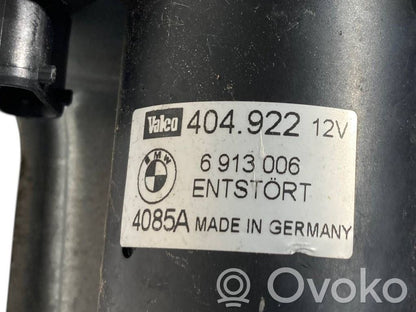 Valeo 404.922 12V
BMW 6 913 006
ENTSTÖRT
4085A MADE IN GERMANY
Ovoko